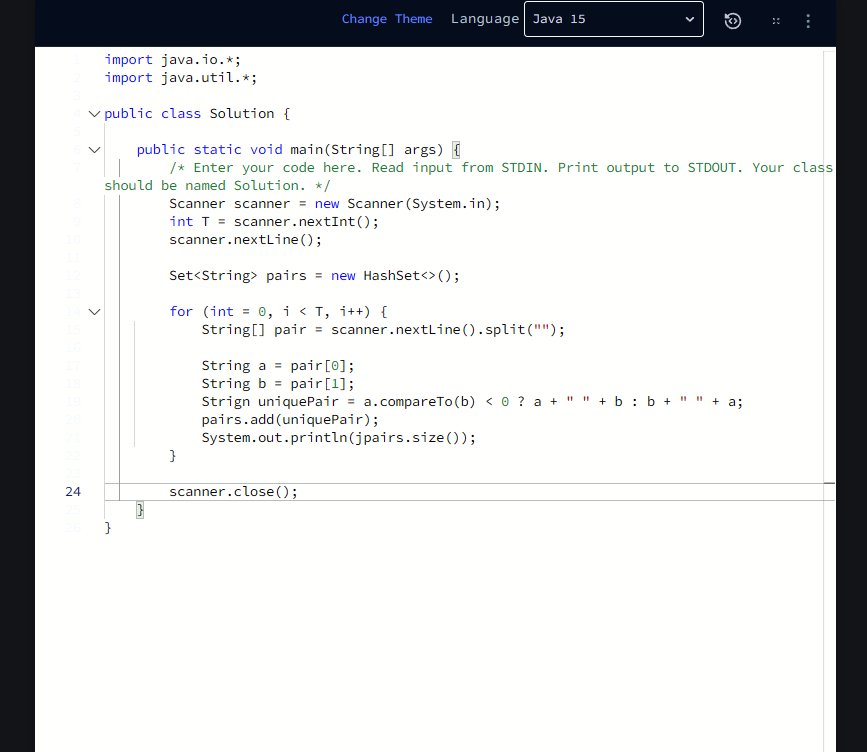 Change Theme Language Java 15
1 import java.io.*;
2 import java.util.*;
3
4 public class Solution {
5
6 public static void main(String[] args) {
7 /* Enter your code here. Read input from STDIN. Print output to STDOUT. Your class
should be named Solution. */
8 Scanner scanner = new Scanner(System.in);
9 int T = scanner.nextInt();
10 scanner.nextLine();
11
12 Set<String> pairs = new HashSet<>();
13
14 for (int = 0, i < T, i++) {
15 String[] pair = scanner.nextLine().split("");
16
17 String a = pair[0];
18 String b = pair[1];
19 Strign uniquePair = a.compareTo(b) < 0 ? a + " " + b : b + " " + a;
20 pairs.add(uniquePair);
21 System.out.println(jpairs.size());
22 }
23
24 scanner.close();
25 }
26 }